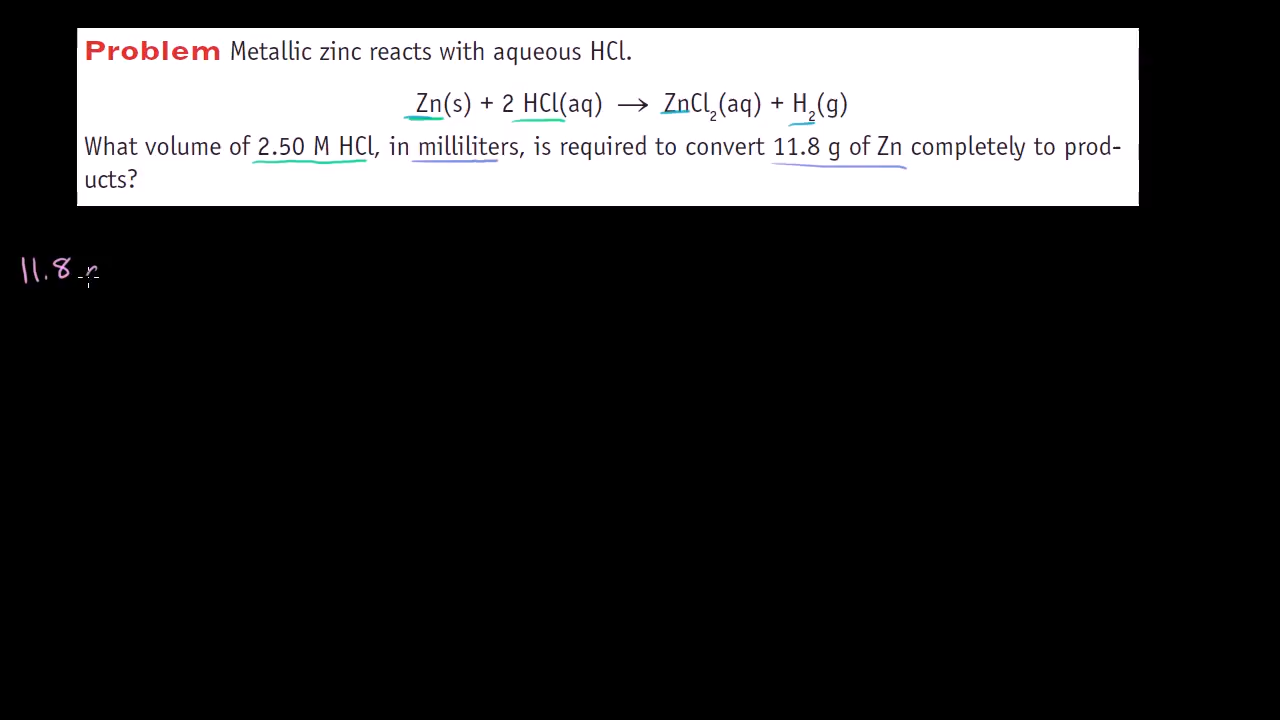 Problem Metallic zinc reacts with aqueous HCl.
Zn(s) + 2 HCl(aq) ⟶ ZnCl₂(aq) + H₂(g)
What volume of 2.50 M HCl, in milliliters, is required to convert 11.8 g of Zn completely to prod-
ucts?
11.8